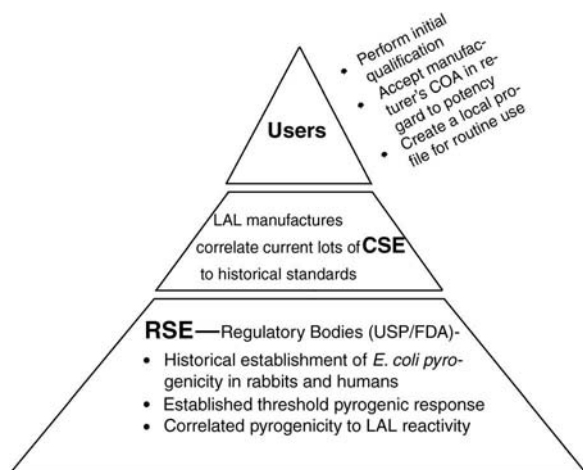 • Perform initial
qualification
• Accept manufac-
turer's COA in re-
gard to potency
• Create a local pro-
file for routine use
Users
LAL manufactures
correlate current lots of CSE
to historical standards
RSE—Regulatory Bodies (USP/FDA)-
• Historical establishment of E. coli pyro-
genicity in rabbits and humans
• Established threshold pyrogenic response
• Correlated pyrogenicity to LAL reactivity